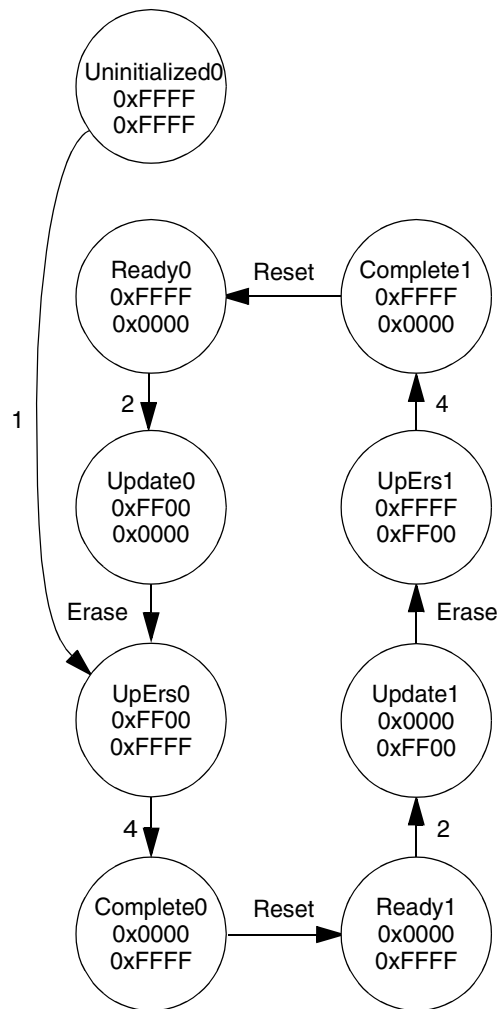 Uninitialized0
0xFFFF
0xFFFF
Ready0
0xFFFF
0x0000
Reset
Complete1
0xFFFF
0x0000
1
2
4
Update0
0xFF00
0x0000
UpErs1
0xFFFF
0xFF00
Erase
Erase
UpErs0
0xFF00
0xFFFF
Update1
0x0000
0xFF00
4
2
Complete0
0x0000
0xFFFF
Reset
Ready1
0x0000
0xFFFF